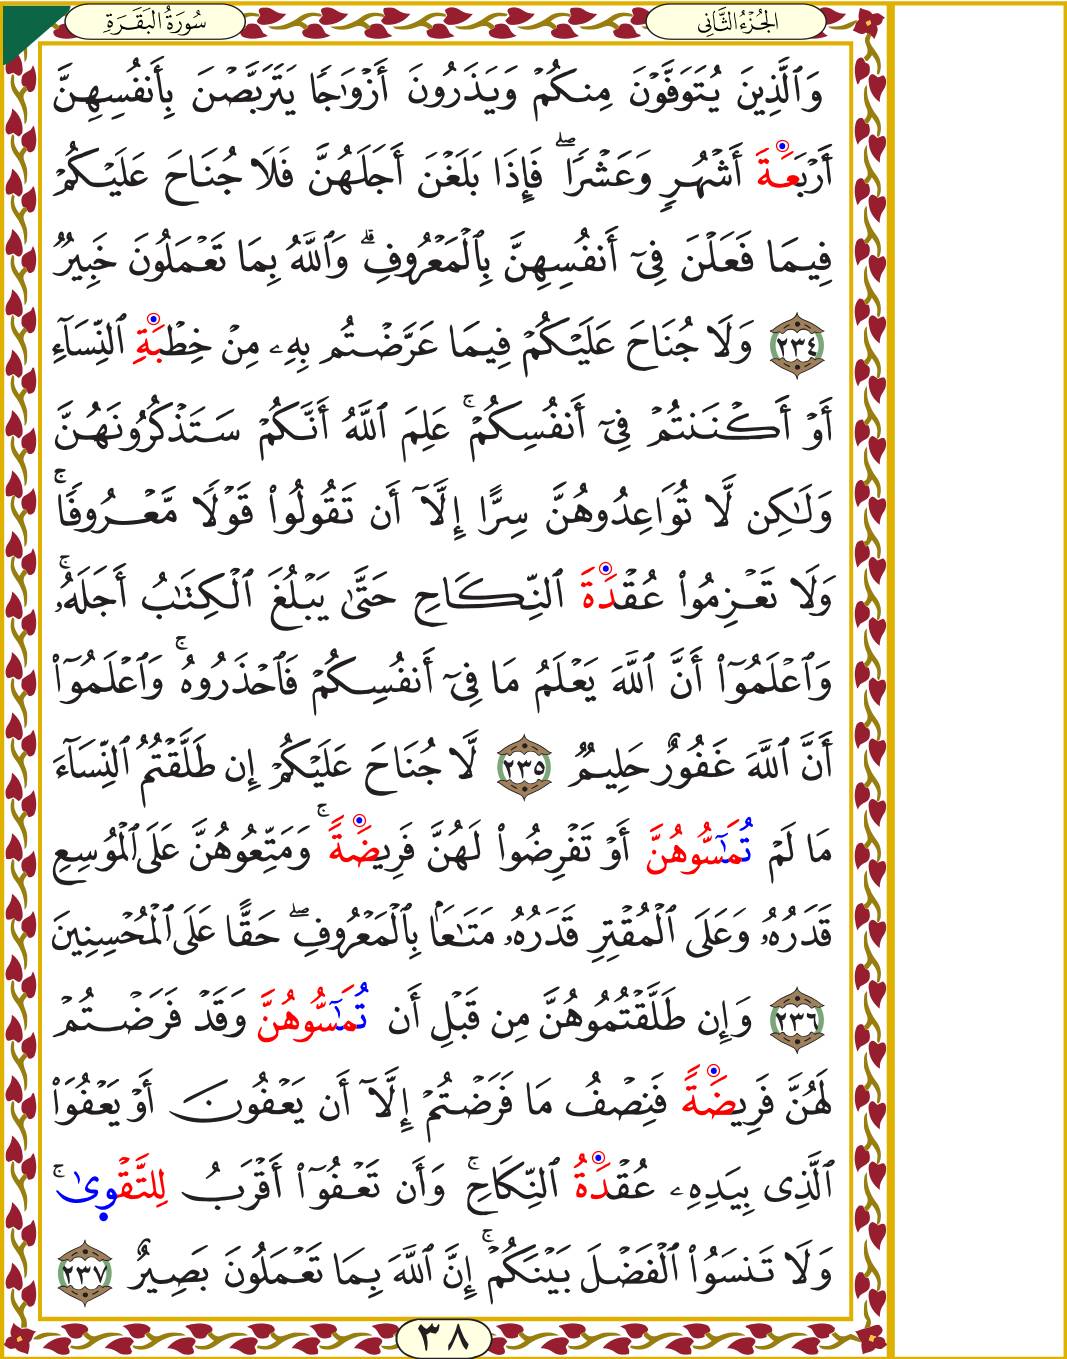 الجُزْءُ الثَّانِي
سُورَةُ البَقَرَةِ
وَٱلَّذِينَ يُتَوَفَّوْنَ مِنكُمْ وَيَذَرُونَ أَزْوَٰجًا يَتَرَبَّصْنَ بِأَنفُسِهِنَّ
أَرْبَعَةَ أَشْهُرٍ وَعَشْرًا ۖ فَإِذَا بَلَغْنَ أَجَلَهُنَّ فَلَا جُنَاحَ عَلَيْكُمْ
فِيمَا فَعَلْنَ فِىٓ أَنفُسِهِنَّ بِٱلْمَعْرُوفِ ۗ وَٱللَّهُ بِمَا تَعْمَلُونَ خَبِيرٌ
٢٣٤ وَلَا جُنَاحَ عَلَيْكُمْ فِيمَا عَرَّضْتُم بِهِۦ مِنْ خِطْبَةِ ٱلنِّسَآءِ
أَوْ أَكْنَنتُمْ فِىٓ أَنفُسِكُمْ ۚ عَلِمَ ٱللَّهُ أَنَّكُمْ سَتَذْكُرُونَهُنَّ
وَلَٰكِن لَّا تُوَاعِدُوهُنَّ سِرًّا إِلَّآ أَن تَقُولُوا۟ قَوْلًا مَّعْرُوفًا ۚ
وَلَا تَعْزِمُوا۟ عُقْدَةَ ٱلنِّكَاحِ حَتَّىٰ يَبْلُغَ ٱلْكِتَٰبُ أَجَلَهُۥ ۚ
وَٱعْلَمُوٓا۟ أَنَّ ٱللَّهَ يَعْلَمُ مَا فِىٓ أَنفُسِكُمْ فَٱحْذَرُوهُ ۚ وَٱعْلَمُوٓا۟
أَنَّ ٱللَّهَ غَفُورٌ حَلِيمٌ ٢٣٥ لَّا جُنَاحَ عَلَيْكُمْ إِن طَلَّقْتُمُ ٱلنِّسَآءَ
مَا لَمْ تُمَٰٓسُّوهُنَّ أَوْ تَفْرِضُوا۟ لَهُنَّ فَرِيضَةً ۚ وَمَتِّعُوهُنَّ عَلَى ٱلْمُوسِعِ
قَدَرُهُۥ وَعَلَى ٱلْمُقْتِرِ قَدَرُهُۥ مَتَٰعًۢا بِٱلْمَعْرُوفِ ۖ حَقًّا عَلَى ٱلْمُحْسِنِينَ
٢٣٦ وَإِن طَلَّقْتُمُوهُنَّ مِن قَبْلِ أَن تُمَٰٓسُّوهُنَّ وَقَدْ فَرَضْتُمْ
لَهُنَّ فَرِيضَةً فَنِصْفُ مَا فَرَضْتُمْ إِلَّآ أَن يَعْفُونَ أَوْ يَعْفُوَا۟
ٱلَّذِى بِيَدِهِۦ عُقْدَةُ ٱلنِّكَاحِ ۚ وَأَن تَعْفُوٓا۟ أَقْرَبُ لِلتَّقْوىٰ ۚ
وَلَا تَنسَوُا۟ ٱلْفَضْلَ بَيْنَكُمْ ۚ إِنَّ ٱللَّهَ بِمَا تَعْمَلُونَ بَصِيرٌ ٢٣٧
٣٨